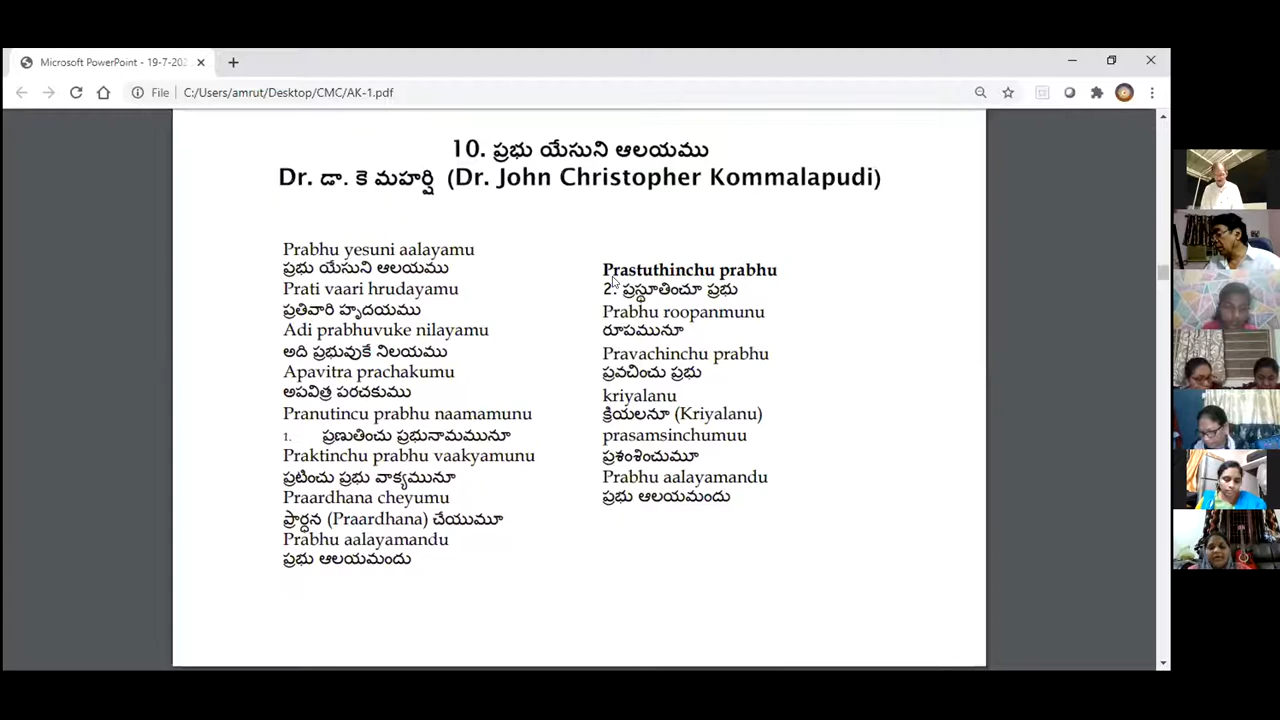 Microsoft PowerPoint - 19-7-202
File C:/Users/amrut/Desktop/CMC/AK-1.pdf
10. ప్రభు యేసుని ఆలయము
Dr. డా. కె మహర్షి (Dr. John Christopher Kommalapudi)
Prabhu yesuni aalayamu
ప్రభు యేసుని ఆలయము
Prati vaari hrudayamu
ప్రతివారి హృదయము
Adi prabhuvuke nilayamu
అది ప్రభువుకే నిలయము
Apavitra prachakumu
అపవిత్ర పరచకుము
Pranutincu prabhu naamamunu
1. ప్రణుతించు ప్రభునామమునూ
Praktinchu prabhu vaakyamunu
ప్రటించు ప్రభు వాక్యమునూ
Praardhana cheyumu
ప్రార్ధన (Praardhana) చేయుమూ
Prabhu aalayamandu
ప్రభు ఆలయమందు
Prastuthinchu prabhu
2. ప్రస్థూతించూ ప్రభు
Prabhu roopanmunu
రూపమునూ
Pravachinchu prabhu
ప్రవచించు ప్రభు
kriyalanu
క్రియలనూ (Kriyalanu)
prasamsinchumuu
ప్రశంశించుమూ
Prabhu aalayamandu
ప్రభు ఆలయమందు